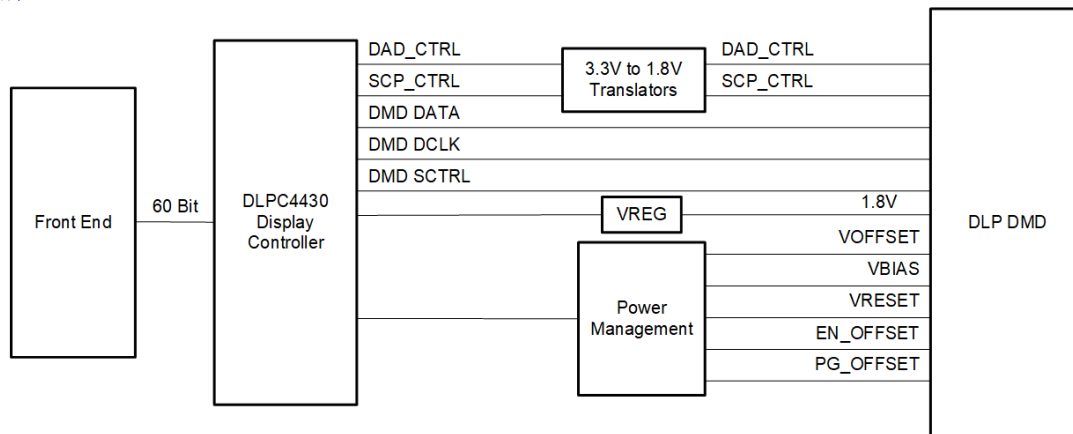 Front End
60 Bit
DLPC4430
Display
Controller
DAD_CTRL
SCP_CTRL
DMD DATA
DMD DCLK
DMD SCTRL
3.3V to 1.8V
Translators
DAD_CTRL
SCP_CTRL
VREG
1.8V
Power
Management
VOFFSET
VBIAS
VRESET
EN_OFFSET
PG_OFFSET
DLP DMD